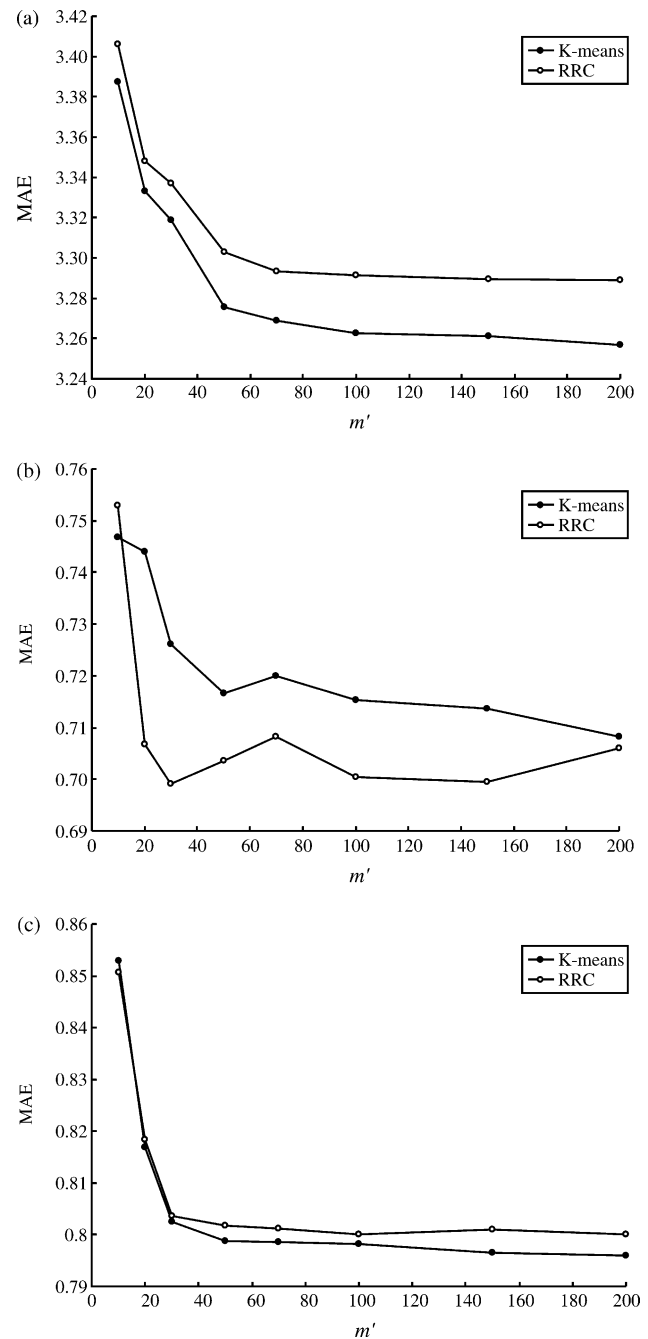 (a)
3.42
3.40
3.38
3.36
3.34
3.32
3.30
3.28
3.26
3.24
MAE
K-means
RRC
0 20 40 60 80 100 120 140 160 180 200
m′
(b)
0.76
0.75
0.74
0.73
0.72
0.71
0.70
0.69
MAE
K-means
RRC
0 20 40 60 80 100 120 140 160 180 200
m′
(c)
0.86
0.85
0.84
0.83
0.82
0.81
0.8
0.79
MAE
K-means
RRC
0 20 40 60 80 100 120 140 160 180 200
m′